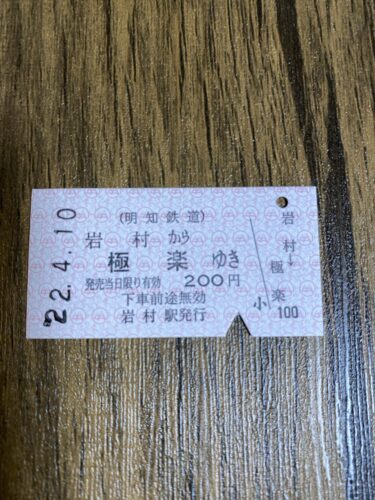 22.4.10
(明知鉄道)
岩村から
極楽ゆき
発売当日限り有効 200円
下車前途無効
岩村駅発行
岩村→極楽
小
100